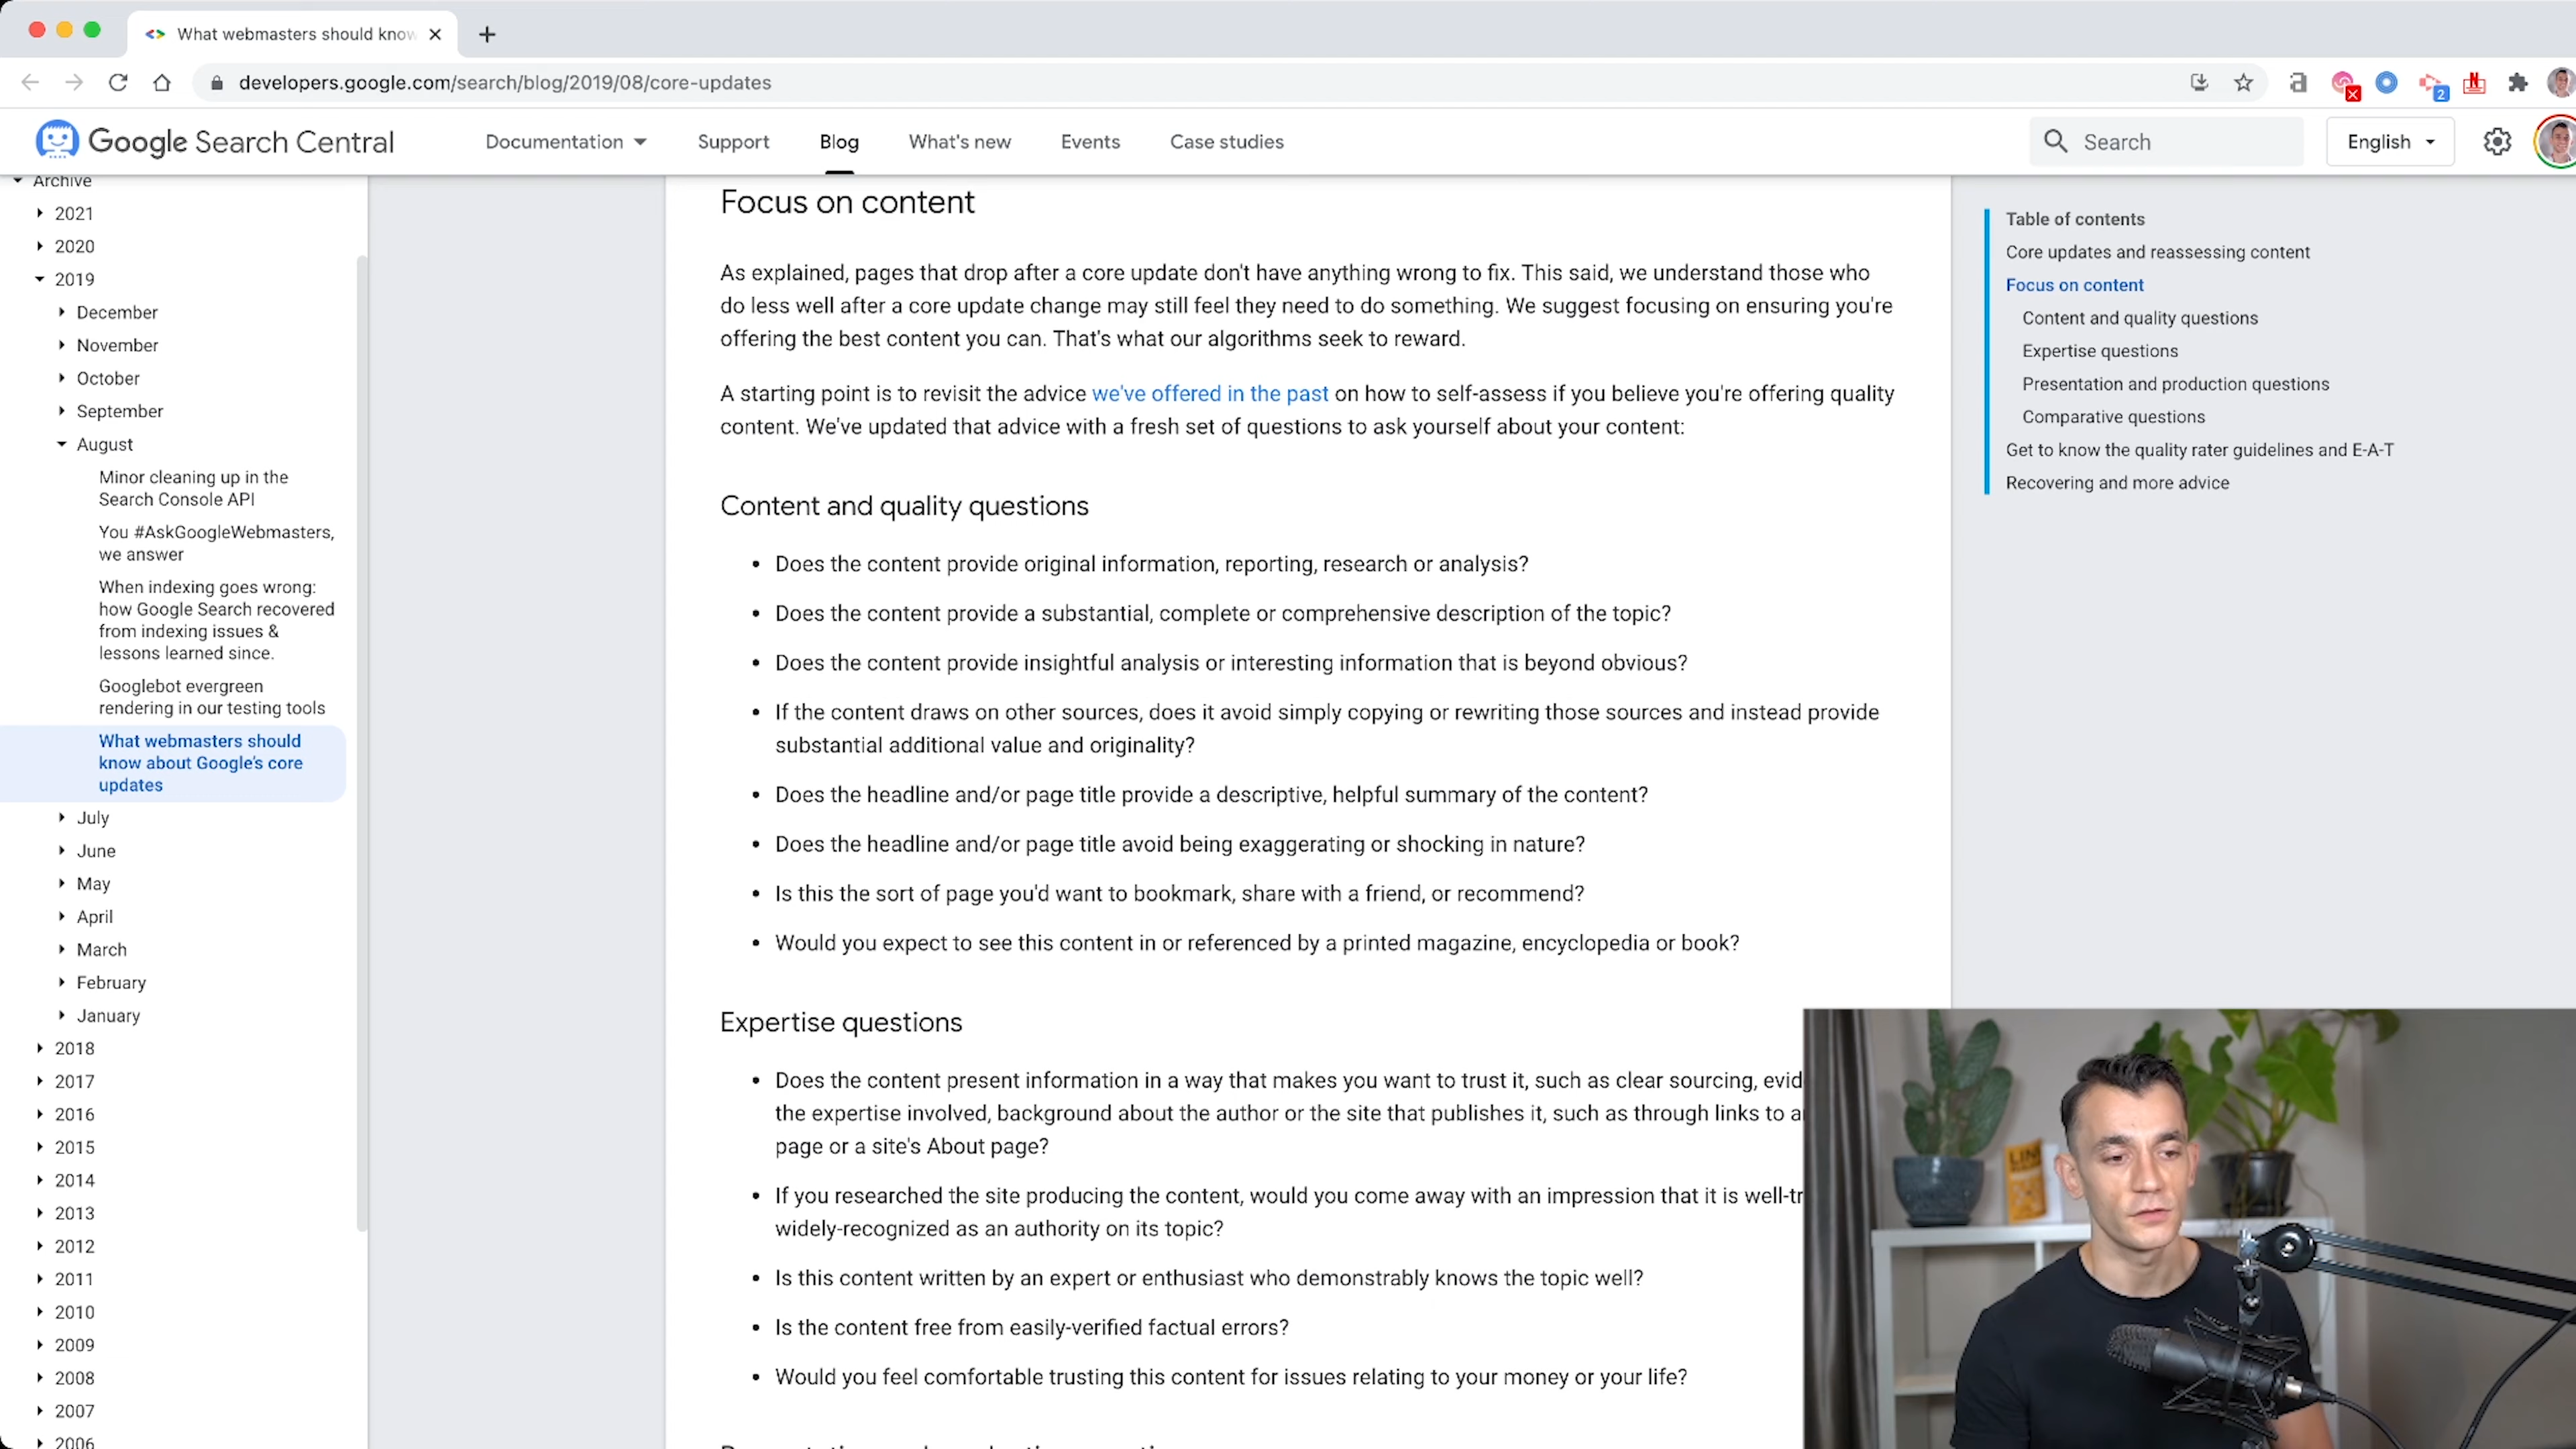 What webmasters should know
developers.google.com/search/blog/2019/08/core-updates
2
Google Search Central
Documentation
Support
Blog
What's new
Events
Case studies
Search
English
Archive
2021
2020
2019
December
November
October
September
August
Minor cleaning up in the
Search Console API
You #AskGoogleWebmasters,
we answer
When indexing goes wrong:
how Google Search recovered
from indexing issues &
lessons learned since.
Googlebot evergreen
rendering in our testing tools
What webmasters should
know about Google's core
updates
July
June
May
April
March
February
January
2018
2017
2016
2015
2014
2013
2012
2011
2010
2009
2008
2007
2006
Focus on content
As explained, pages that drop after a core update don't have anything wrong to fix. This said, we understand those who
do less well after a core update change may still feel they need to do something. We suggest focusing on ensuring you're
offering the best content you can. That's what our algorithms seek to reward.
A starting point is to revisit the advice we've offered in the past on how to self-assess if you believe you're offering quality
content. We've updated that advice with a fresh set of questions to ask yourself about your content:
Content and quality questions
• Does the content provide original information, reporting, research or analysis?
• Does the content provide a substantial, complete or comprehensive description of the topic?
• Does the content provide insightful analysis or interesting information that is beyond obvious?
• If the content draws on other sources, does it avoid simply copying or rewriting those sources and instead provide
substantial additional value and originality?
• Does the headline and/or page title provide a descriptive, helpful summary of the content?
• Does the headline and/or page title avoid being exaggerating or shocking in nature?
• Is this the sort of page you'd want to bookmark, share with a friend, or recommend?
• Would you expect to see this content in or referenced by a printed magazine, encyclopedia or book?
Expertise questions
• Does the content present information in a way that makes you want to trust it, such as clear sourcing, evid
the expertise involved, background about the author or the site that publishes it, such as through links to a
page or a site's About page?
• If you researched the site producing the content, would you come away with an impression that it is well-tr
widely-recognized as an authority on its topic?
• Is this content written by an expert or enthusiast who demonstrably knows the topic well?
• Is the content free from easily-verified factual errors?
• Would you feel comfortable trusting this content for issues relating to your money or your life?
Table of contents
Core updates and reassessing content
Focus on content
Content and quality questions
Expertise questions
Presentation and production questions
Comparative questions
Get to know the quality rater guidelines and E-A-T
Recovering and more advice